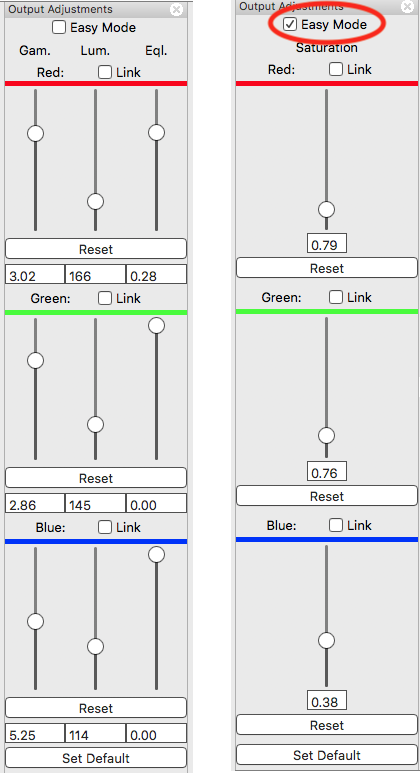 Output Adjustments
Easy Mode
Gam. Lum. Eql.
Red: Link
Reset
3.02 166 0.28
Green: Link
Reset
2.86 145 0.00
Blue: Link
Reset
5.25 114 0.00
Set Default
Output Adjustments
Easy Mode
Saturation
Red: Link
0.79
Reset
Green: Link
0.76
Reset
Blue: Link
0.38
Reset
Set Default